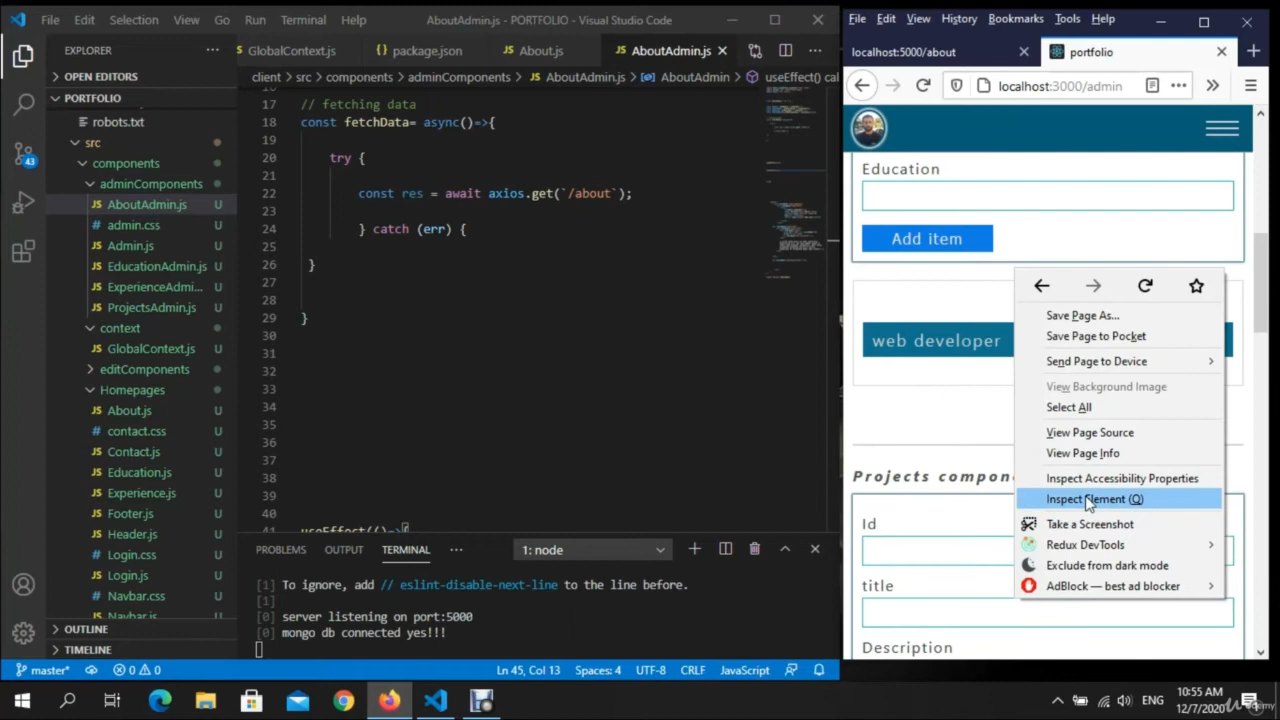 File Edit Selection View Go Run Terminal Help AboutAdmin.js - PORTFOLIO - Visual Studio Code
EXPLORER
OPEN EDITORS
PORTFOLIO
robots.txt
src
components
adminComponents
AboutAdmin.js U
admin.css U
Admin.js U
EducationAdmin.js U
ExperienceAdmi... U
ProjectsAdmin.js U
context
GlobalContext.js U
editComponents
Homepages
About.js U
contact.css U
Contact.js U
Education.js U
Experience.js U
Footer.js U
Header.js U
Login.css U
Login.js U
Navbar.css U
Navbar.js U
OUTLINE
TIMELINE
43
GlobalContext.js package.json About.js AboutAdmin.js
client > src > components > adminComponents > AboutAdmin.js > AboutAdmin > useEffect() cal
16
17 // fetching data
18 const fetchData= async()=>{
19
20 try {
21
22 const res = await axios.get(`/about`);
23
24 } catch (err) {
25
26 }
27
28
29 }
30
31
32
33
34
35
36
37
38
39
40
41 useEffect(()=>{
PROBLEMS OUTPUT TERMINAL ... 1: node
[1] To ignore, add // eslint-disable-next-line to the line before.
[1]
[0] server listening on port:5000
[0] mongo db connected yes!!!
master* 0 0 Ln 45, Col 13 Spaces: 4 UTF-8 CRLF JavaScript
File Edit View History Bookmarks Tools Help
localhost:5000/about portfolio
localhost:3000/admin
Education
Add item
web developer
Projects compon
Id
title
Description
Save Page As...
Save Page to Pocket
Send Page to Device
View Background Image
Select All
View Page Source
View Page Info
Inspect Accessibility Properties
Inspect Element (Q)
Take a Screenshot
Redux DevTools
Exclude from dark mode
AdBlock — best ad blocker
ENG
10:55 AM
12/7/2020
Udemy